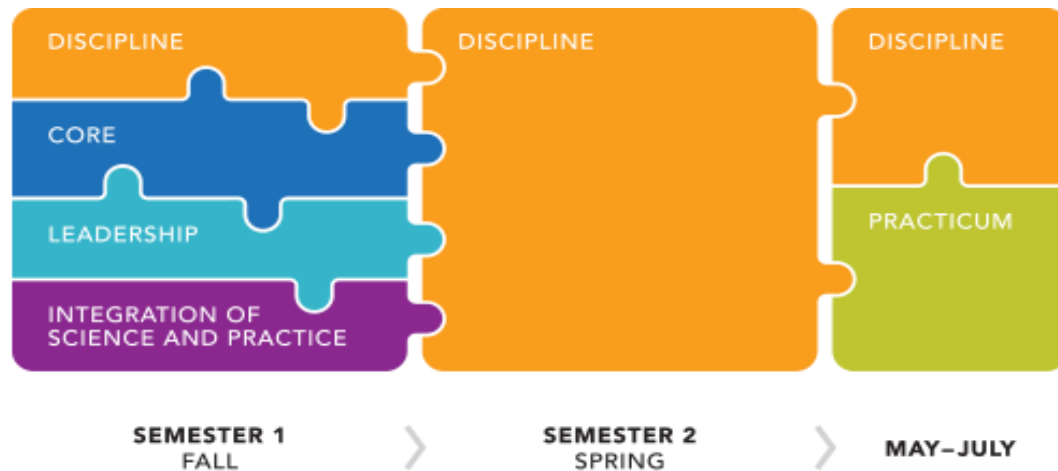 DISCIPLINE
CORE
LEADERSHIP
INTEGRATION OF
SCIENCE AND PRACTICE
DISCIPLINE
DISCIPLINE
PRACTICUM
SEMESTER 1
FALL
SEMESTER 2
SPRING
MAY–JULY